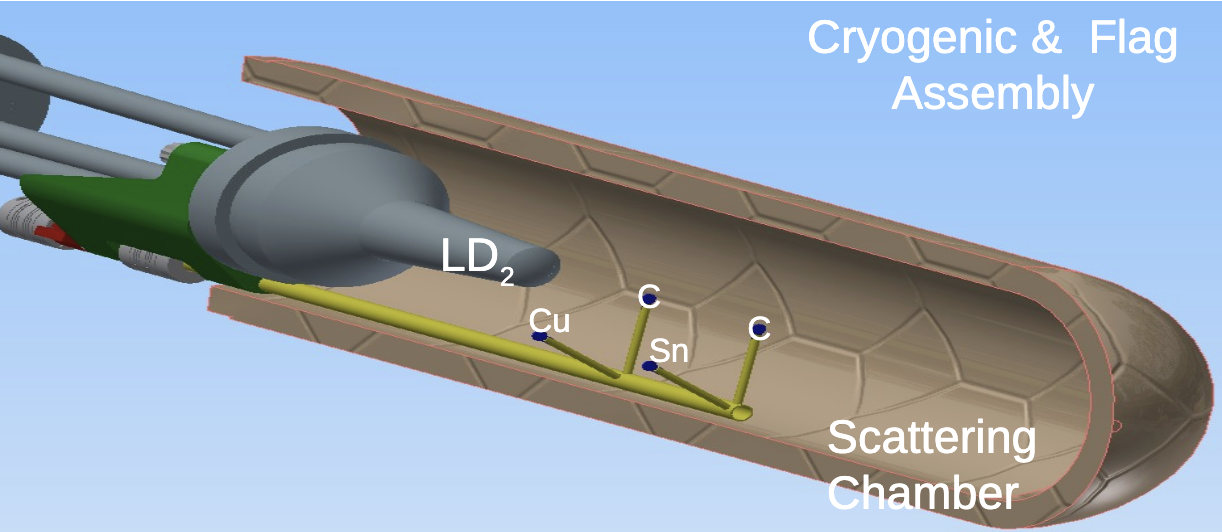 Cryogenic & Flag
Assembly
LD₂
C
Cu
C
Sn
Scattering
Chamber